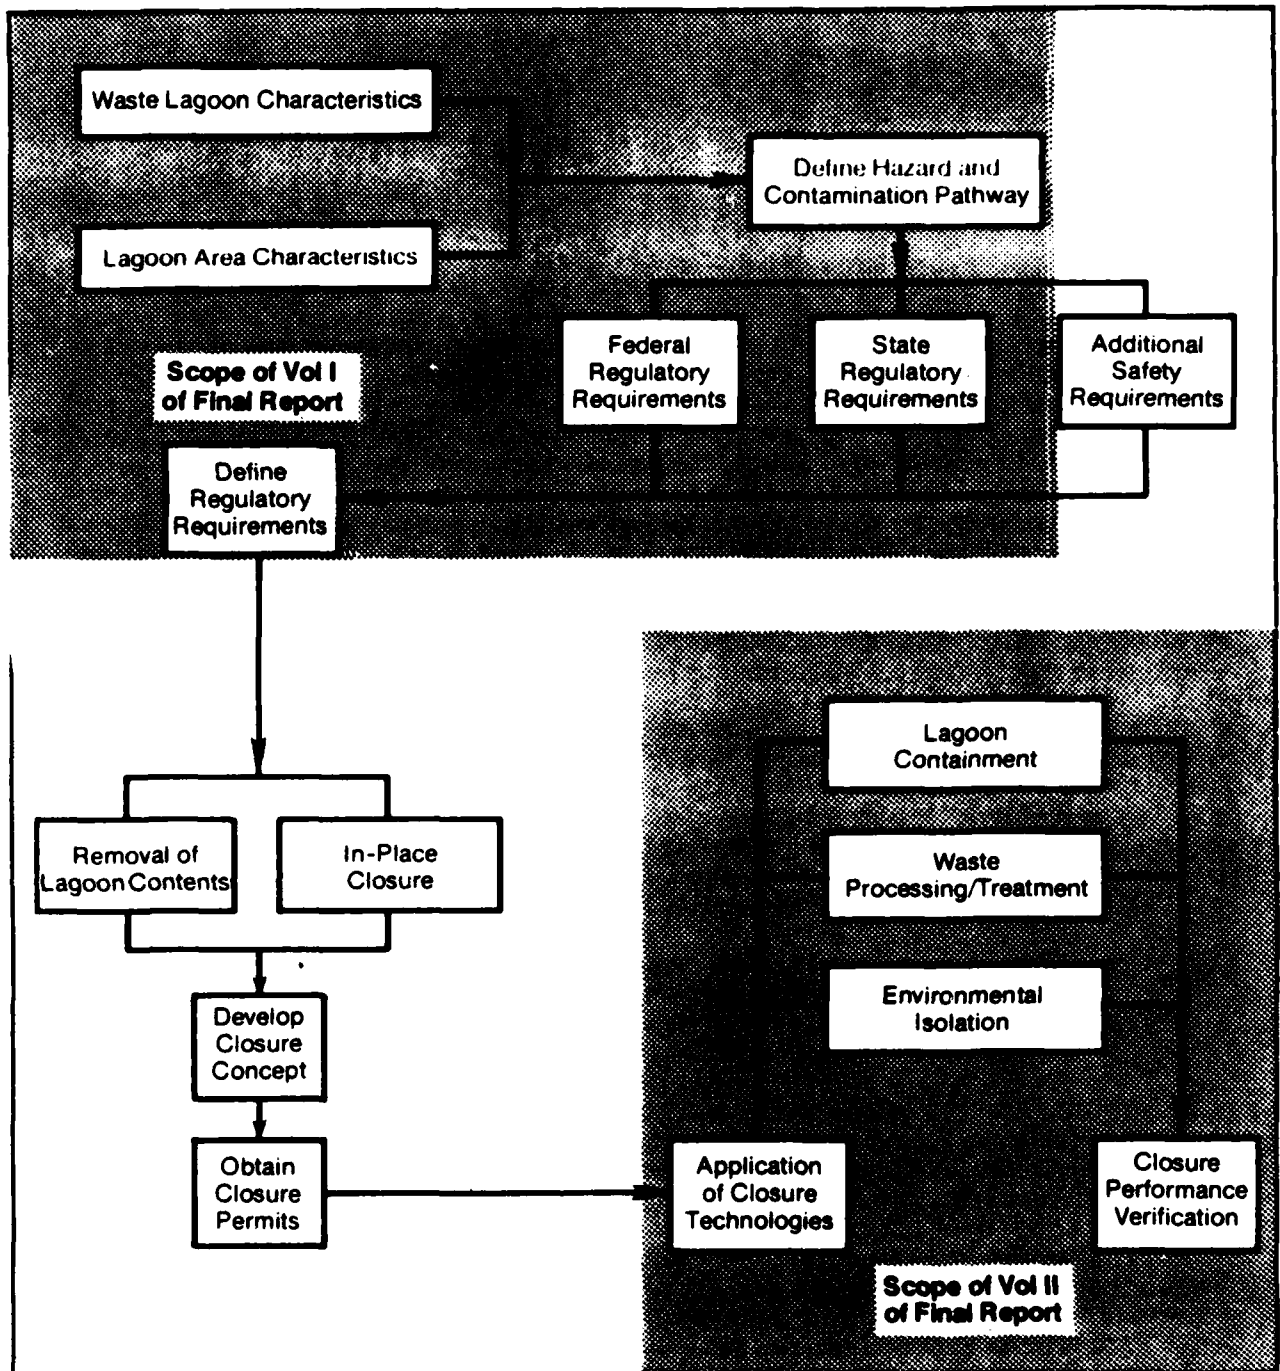 Waste Lagoon Characteristics
Define Hazard and
Contamination Pathway
Lagoon Area Characteristics
Federal
Regulatory
Requirements
State
Regulatory
Requirements
Additional
Safety
Requirements
Scope of Vol I
of Final Report
Define
Regulatory
Requirements
Lagoon
Containment
Removal of
Lagoon Contents
In-Place
Closure
Waste
Processing/Treatment
Environmental
Isolation
Develop
Closure
Concept
Obtain
Closure
Permits
Application
of Closure
Technologies
Closure
Performance
Verification
Scope of Vol II
of Final Report